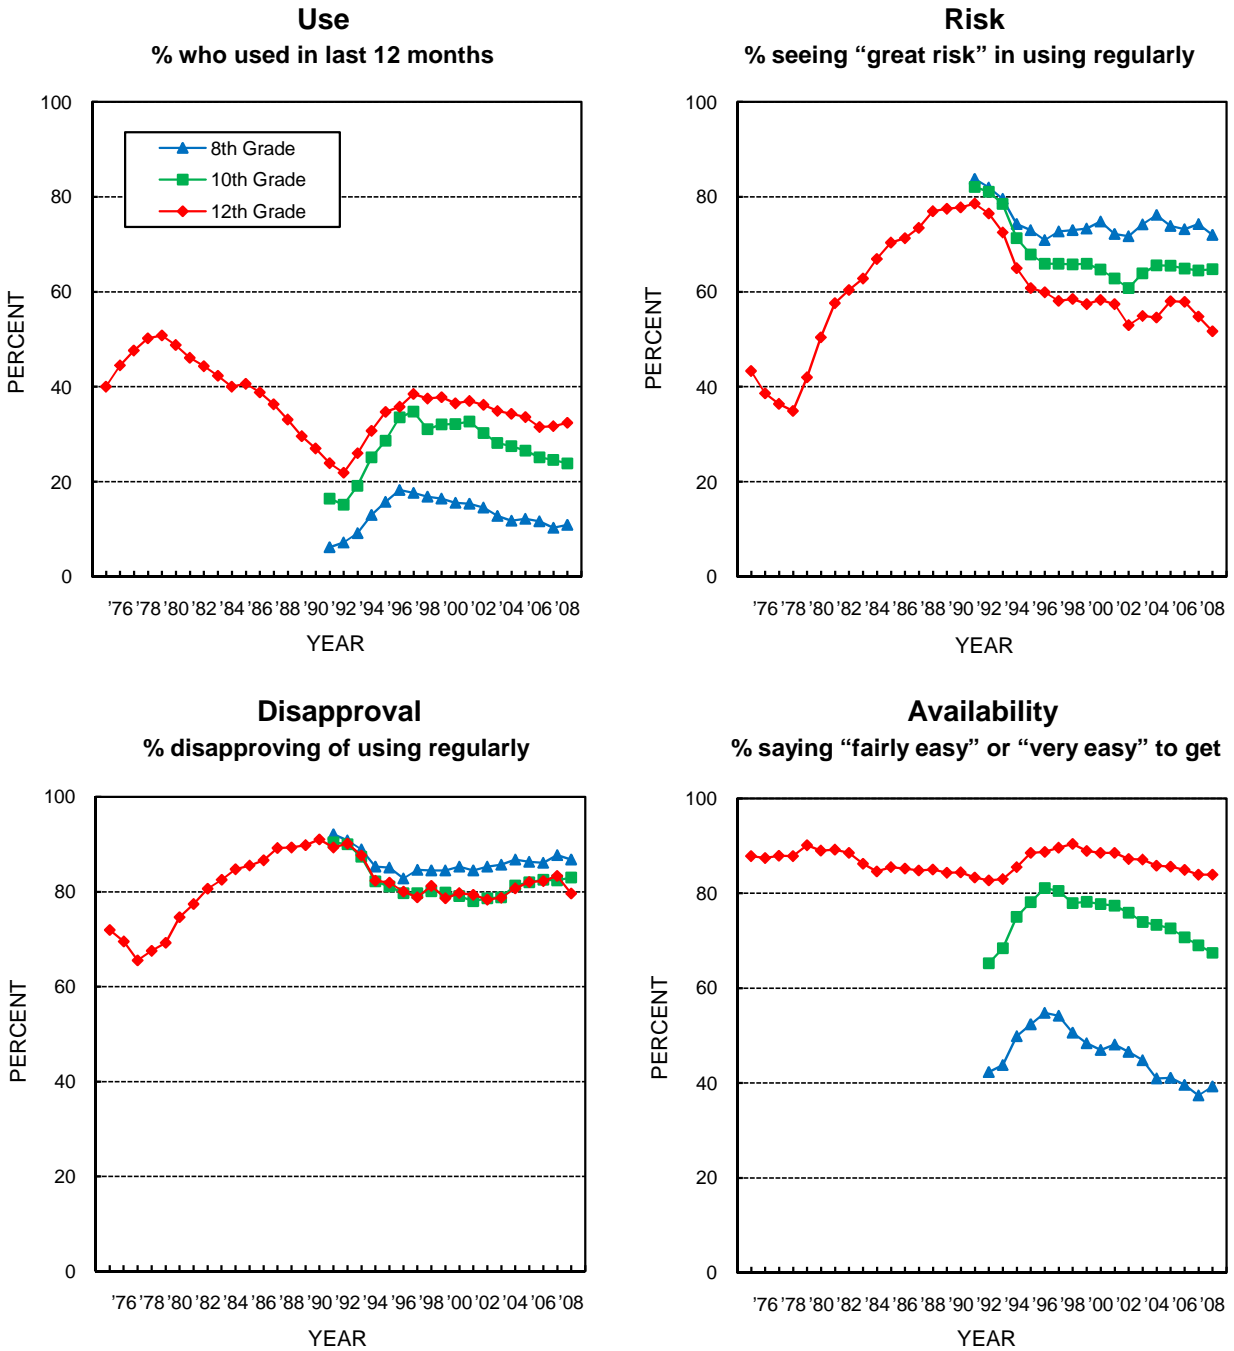 Use
% who used in last 12 months
100
80
60
40
20
0
PERCENT
8th Grade
10th Grade
12th Grade
’76 ’78 ’80 ’82 ’84 ’86 ’88 ’90 ’92 ’94 ’96 ’98 ’00 ’02 ’04 ’06 ’08
YEAR
Risk
% seeing “great risk” in using regularly
100
80
60
40
20
0
PERCENT
’76 ’78 ’80 ’82 ’84 ’86 ’88 ’90 ’92 ’94 ’96 ’98 ’00 ’02 ’04 ’06 ’08
YEAR
Disapproval
% disapproving of using regularly
100
80
60
40
20
0
PERCENT
’76 ’78 ’80 ’82 ’84 ’86 ’88 ’90 ’92 ’94 ’96 ’98 ’00 ’02 ’04 ’06 ’08
YEAR
Availability
% saying “fairly easy” or “very easy” to get
100
80
60
40
20
0
PERCENT
’76 ’78 ’80 ’82 ’84 ’86 ’88 ’90 ’92 ’94 ’96 ’98 ’00 ’02 ’04 ’06 ’08
YEAR